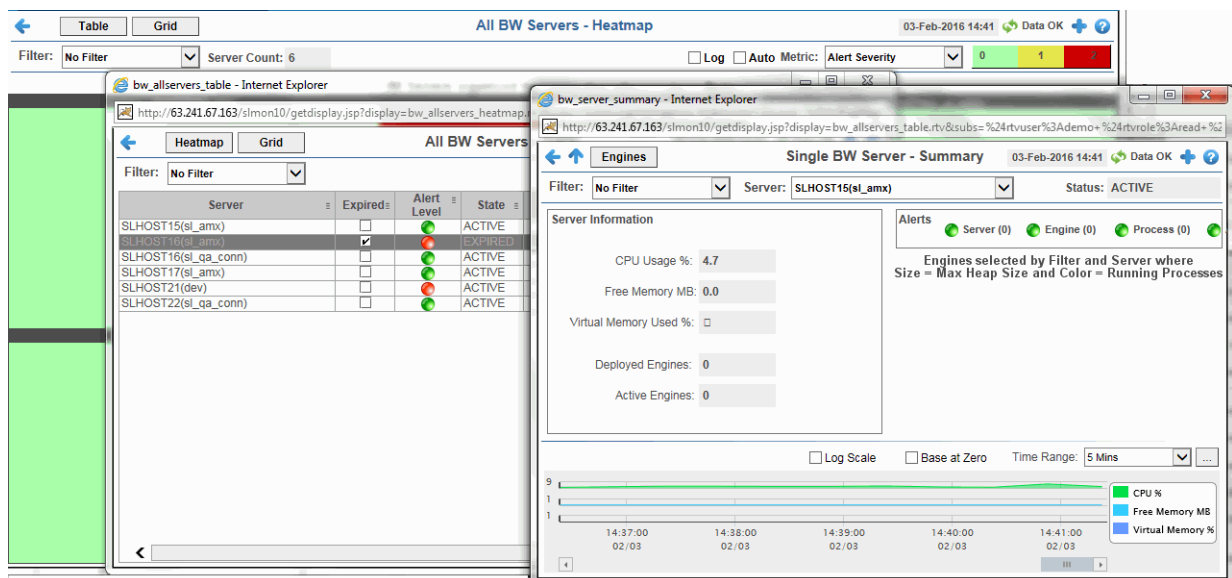 Table Grid All BW Servers - Heatmap 03-Feb-2016 14:41 Data OK
Filter: No Filter Server Count: 6 Log Auto Metric: Alert Severity 0 1 2
bw_allservers_table - Internet Explorer
http://63.241.67.163/slmon10/getdisplay.jsp?display=bw_allservers_heatmap.
Heatmap Grid All BW Servers
Filter: No Filter
Server Expired Alert Level State
SLHOST15(sl_amx) ACTIVE
SLHOST16(sl_amx) EXPIRED
SLHOST16(sl_qa_conn) ACTIVE
SLHOST17(sl_amx) ACTIVE
SLHOST21(dev) ACTIVE
SLHOST22(sl_qa_conn) ACTIVE
bw_server_summary - Internet Explorer
http://63.241.67.163/slmon10/getdisplay.jsp?display=bw_allservers_table.rtv&subs=%24rtvuser%3Ademo+%24rtvrole%3Aread+%2
Engines Single BW Server - Summary 03-Feb-2016 14:41 Data OK
Filter: No Filter Server: SLHOST15(sl_amx) Status: ACTIVE
Server Information
CPU Usage %: 4.7
Free Memory MB: 0.0
Virtual Memory Used %:
Deployed Engines: 0
Active Engines: 0
Alerts
Server (0) Engine (0) Process (0)
Engines selected by Filter and Server where
Size = Max Heap Size and Color = Running Processes
Log Scale Base at Zero Time Range: 5 Mins ...
9
1
1
14:37:00 14:38:00 14:39:00 14:40:00 14:41:00
02/03 02/03 02/03 02/03 02/03
CPU %
Free Memory MB
Virtual Memory %